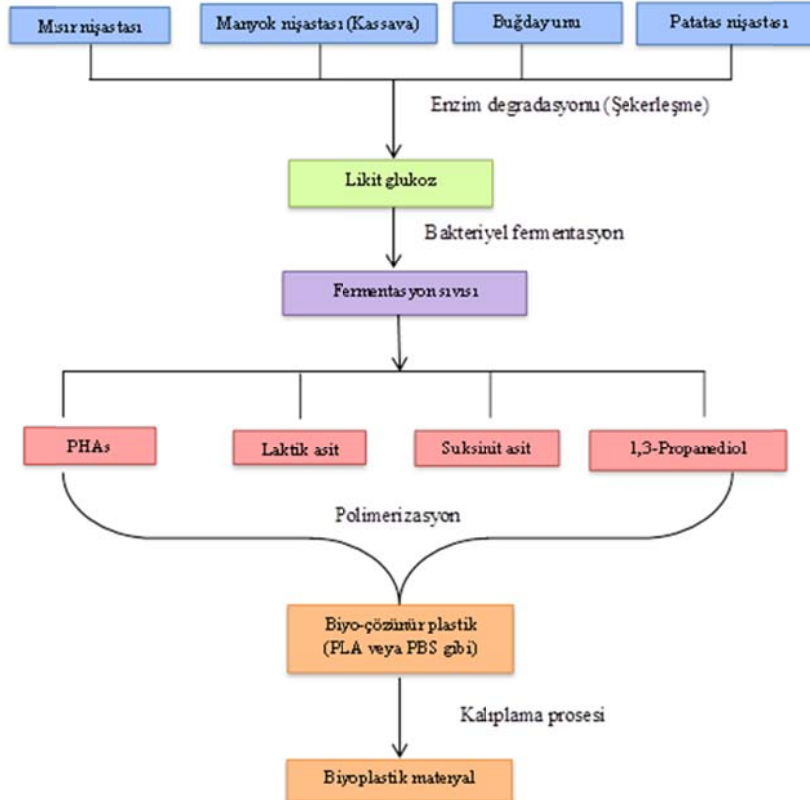 Mısır nişastası
Manyok nişastası (Kassava)
Buğday unu
Patatas nişastası
Enzim degradasyonu (Şekerleşme)
Likit glukoz
Bakteriyel fermentasyon
Fermentasyon sıvısı
PHAs
Laktik asit
Suksinit asit
1,3-Propanediol
Polimerizasyon
Biyo-çözünür plastik
(PLA veya PBS gibi)
Kalıplama prosesi
Biyoplastik materyal